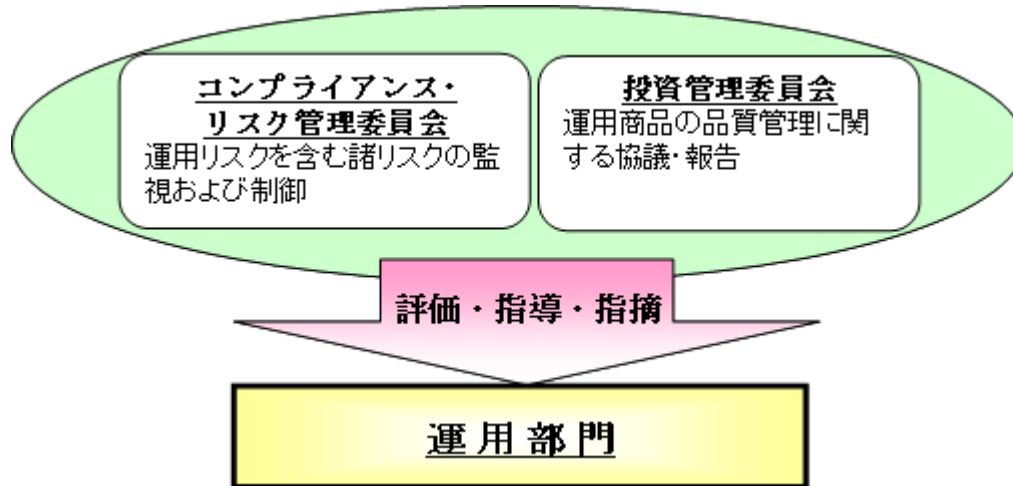 コンプライアンス・
リスク管理委員会
運用リスクを含む諸リスクの監
視および制御
投資管理委員会
運用商品の品質管理に関
する協議・報告
評価・指導・指摘
運用部門